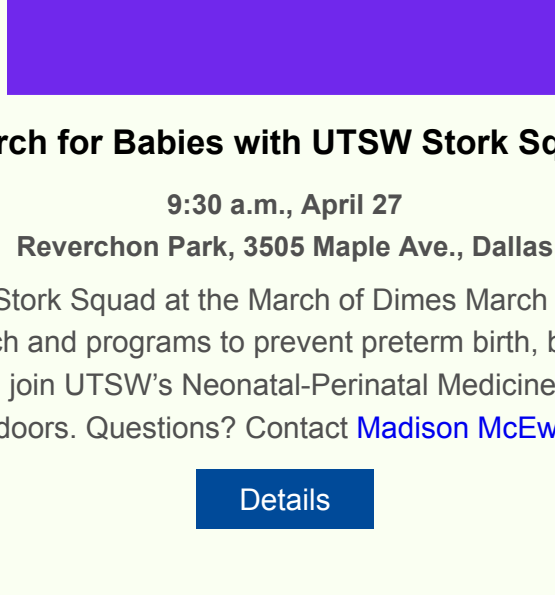 rch for Babies with UTSW Stork Sq
9:30 a.m., April 27
Reverchon Park, 3505 Maple Ave., Dallas
Stork Squad at the March of Dimes March
ch and programs to prevent preterm birth, b
join UTSW’s Neonatal-Perinatal Medicine
doors. Questions? Contact Madison McEw
Details